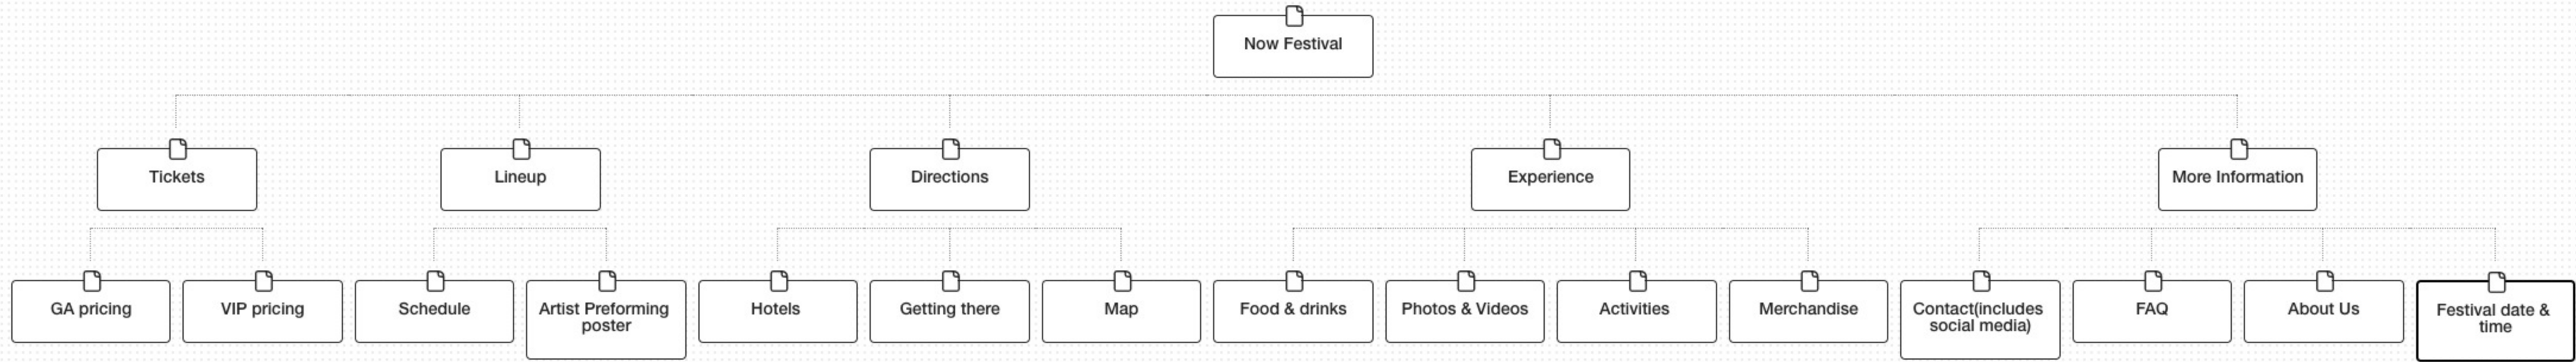 Now Festival
Tickets
Lineup
Directions
Experience
More Information
GA pricing
VIP pricing
Schedule
Artist Preforming
poster
Hotels
Getting there
Map
Food & drinks
Photos & Videos
Activities
Merchandise
Contact(includes
social media)
FAQ
About Us
Festival date &
time